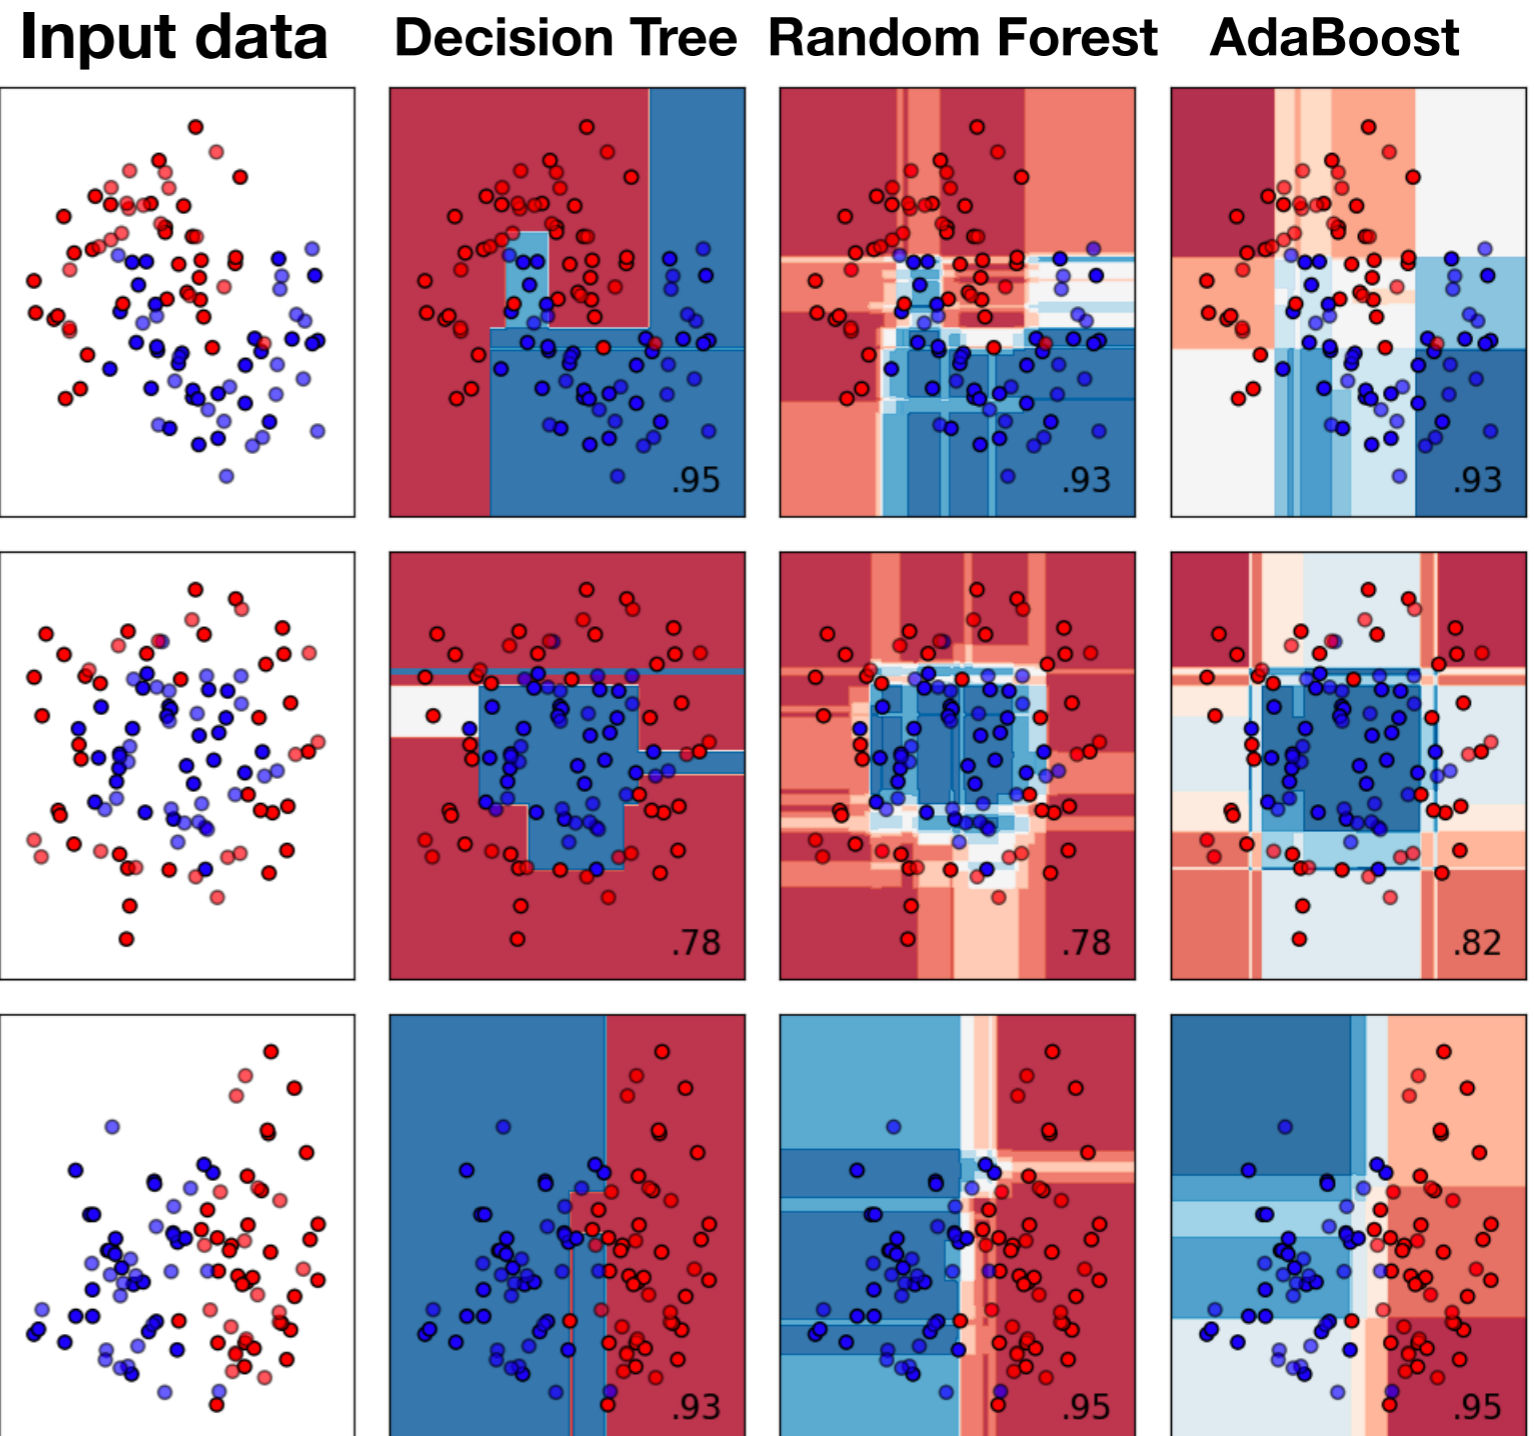 Input data Decision Tree Random Forest AdaBoost
.95 .93 .93
.78 .78 .82
.93 .95 .95